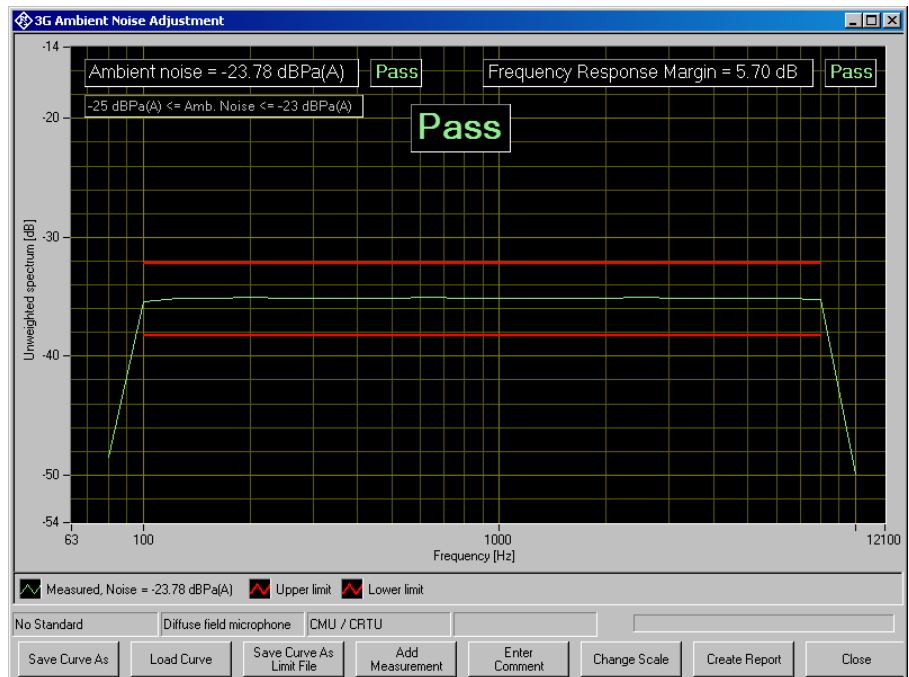 3G Ambient Noise Adjustment
-14
Ambient noise = -23.78 dBPa(A) Pass Frequency Response Margin = 5.70 dB Pass
-25 dBPa(A) <= Amb. Noise <= -23 dBPa(A)
Pass
-20
-30
Unweighted spectrum [dB]
-40
-50
-54
63 100 1000 12100
Frequency [Hz]
Measured, Noise = -23.78 dBPa(A) Upper limit Lower limit
No Standard Diffuse field microphone CMU / CRTU
Save Curve As Load Curve Save Curve As Limit File Add Measurement Enter Comment Change Scale Create Report Close